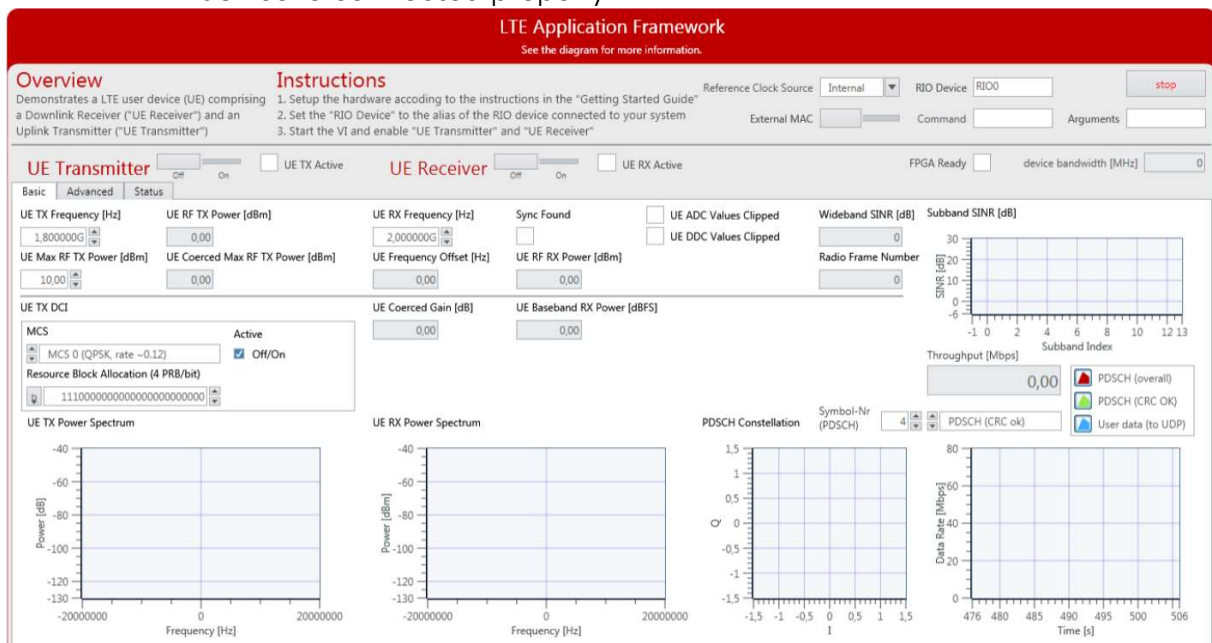 device is connected properly
LTE Application Framework
See the diagram for more information.
Overview
Demonstrates a LTE user device (UE) comprising
a Downlink Receiver ("UE Receiver") and an
Uplink Transmitter ("UE Transmitter")
Instructions
1. Setup the hardware accoding to the instructions in the "Getting Started Guide"
2. Set the "RIO Device" to the alias of the RIO device connected to your system
3. Start the VI and enable "UE Transmitter" and "UE Receiver"
Reference Clock Source Internal RIO Device RIO0 stop
External MAC Command Arguments
UE Transmitter Off On UE TX Active UE Receiver Off On UE RX Active FPGA Ready device bandwidth [MHz] 0
Basic Advanced Status
UE TX Frequency [Hz] UE RF TX Power [dBm] UE RX Frequency [Hz] Sync Found UE ADC Values Clipped Wideband SINR [dB] Subband SINR [dB]
1,800000G 0,00 2,000000G UE DDC Values Clipped 0
UE Max RF TX Power [dBm] UE Coerced Max RF TX Power [dBm] UE Frequency Offset [Hz] UE RF RX Power [dBm] Radio Frame Number
10,00 0,00 0,00 0,00 0
SINR [dB]
30
20
10
0
-6
-1 0 2 4 6 8 10 12 13
Subband Index
UE TX DCI UE Coerced Gain [dB] UE Baseband RX Power [dBFS]
0,00 0,00
MCS Active
MCS 0 (QPSK, rate ~0.12) Off/On
Resource Block Allocation (4 PRB/bit)
b 1110000000000000000000000
Throughput [Mbps]
0,00 PDSCH (overall)
PDSCH (CRC OK)
User data (to UDP)
UE TX Power Spectrum
Power [dB]
-40
-60
-80
-100
-120
-130
-20000000 0 20000000
Frequency [Hz]
UE RX Power Spectrum
Power [dBm]
-40
-60
-80
-100
-120
-130
-20000000 0 20000000
Frequency [Hz]
PDSCH Constellation Symbol-Nr (PDSCH) 4 PDSCH (CRC ok)
Q
1,5
1
0,5
0
-0,5
-1
-1,5
-1,5 -1 -0,5 0 0,5 1 1,5
I
Data Rate [Mbps]
80
60
40
20
0
476 480 485 490 495 500 506
Time [s]